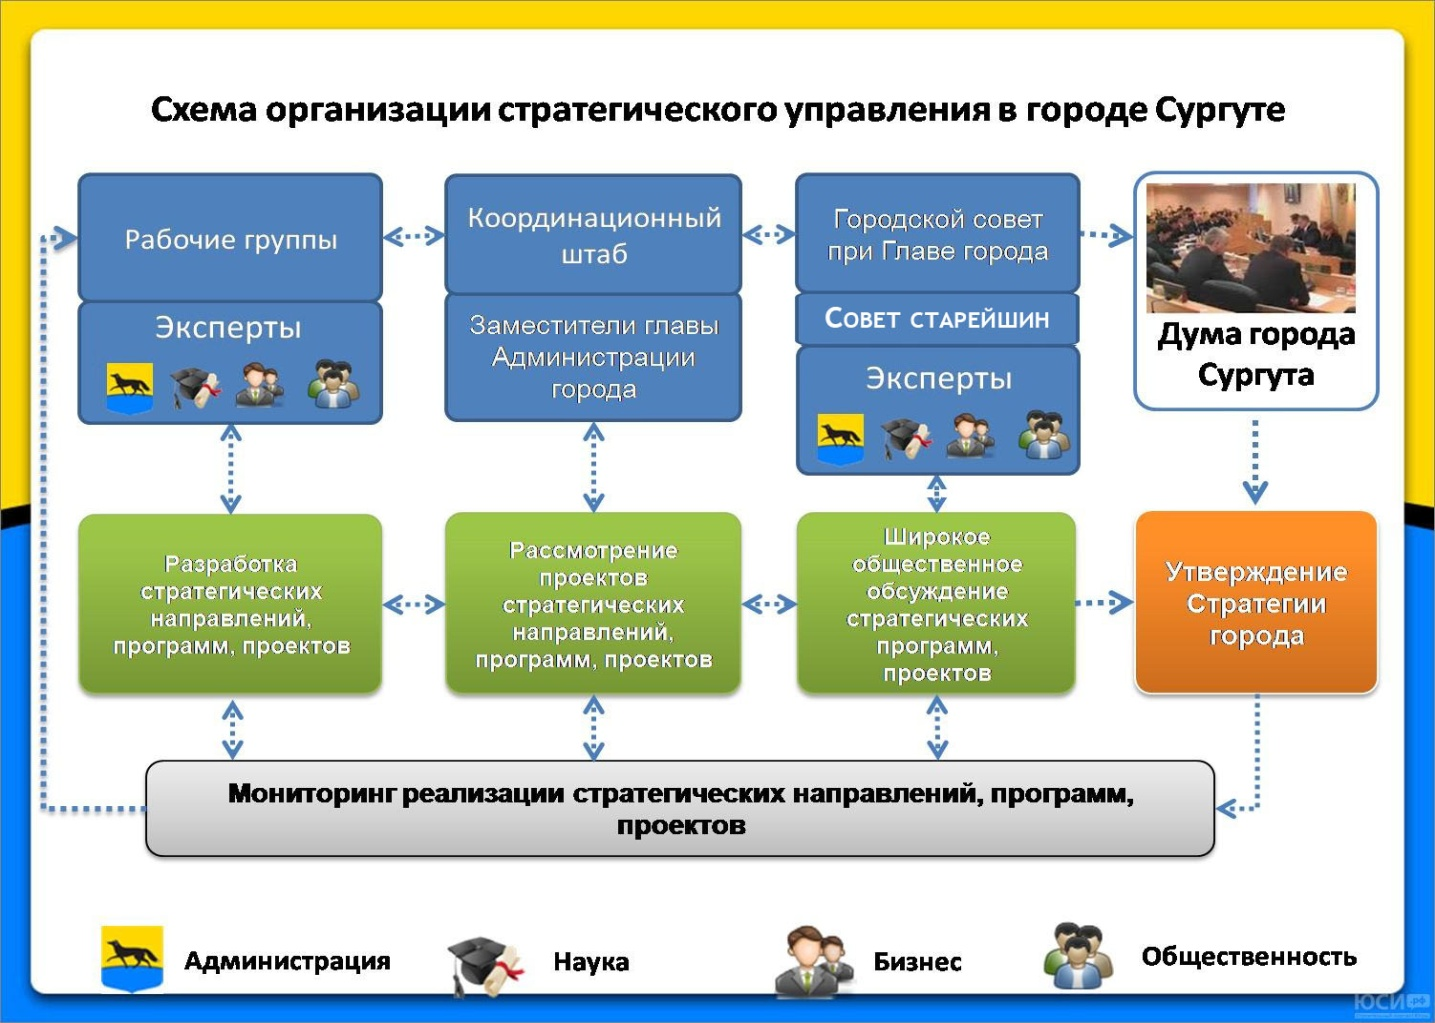 Схема организации стратегического управления в городе Сургуте
Рабочие группы
Эксперты
Координационный
штаб
Заместители главы
Администрации
города
Городской совет
при Главе города
СОВЕТ СТАРЕЙШИН
Эксперты
Дума города
Сургута
Разработка
стратегических
направлений,
программ, проектов
Рассмотрение
проектов
стратегических
направлений,
программ, проектов
Широкое
общественное
обсуждение
стратегических
программ,
проектов
Утверждение
Стратегии
города
Мониторинг реализации стратегических направлений, программ,
проектов
Администрация
Наука
Бизнес
Общественность
ЮСИ.рф